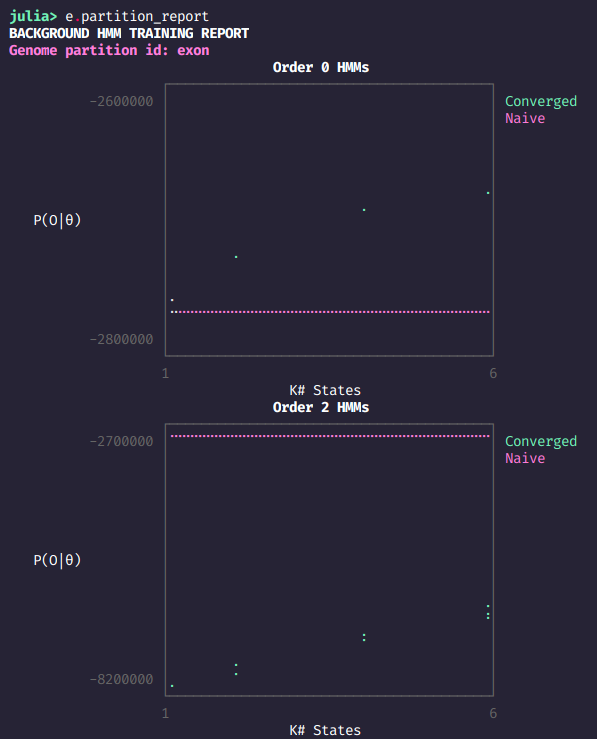 julia> e.partition_report
BACKGROUND HMM TRAINING REPORT
Genome partition id: exon
Order 0 HMMs
-2600000
Converged
Naive
P(O|θ)
-2800000
1 6
K# States
Order 2 HMMs
-2700000
Converged
Naive
P(O|θ)
-8200000
1 6
K# States